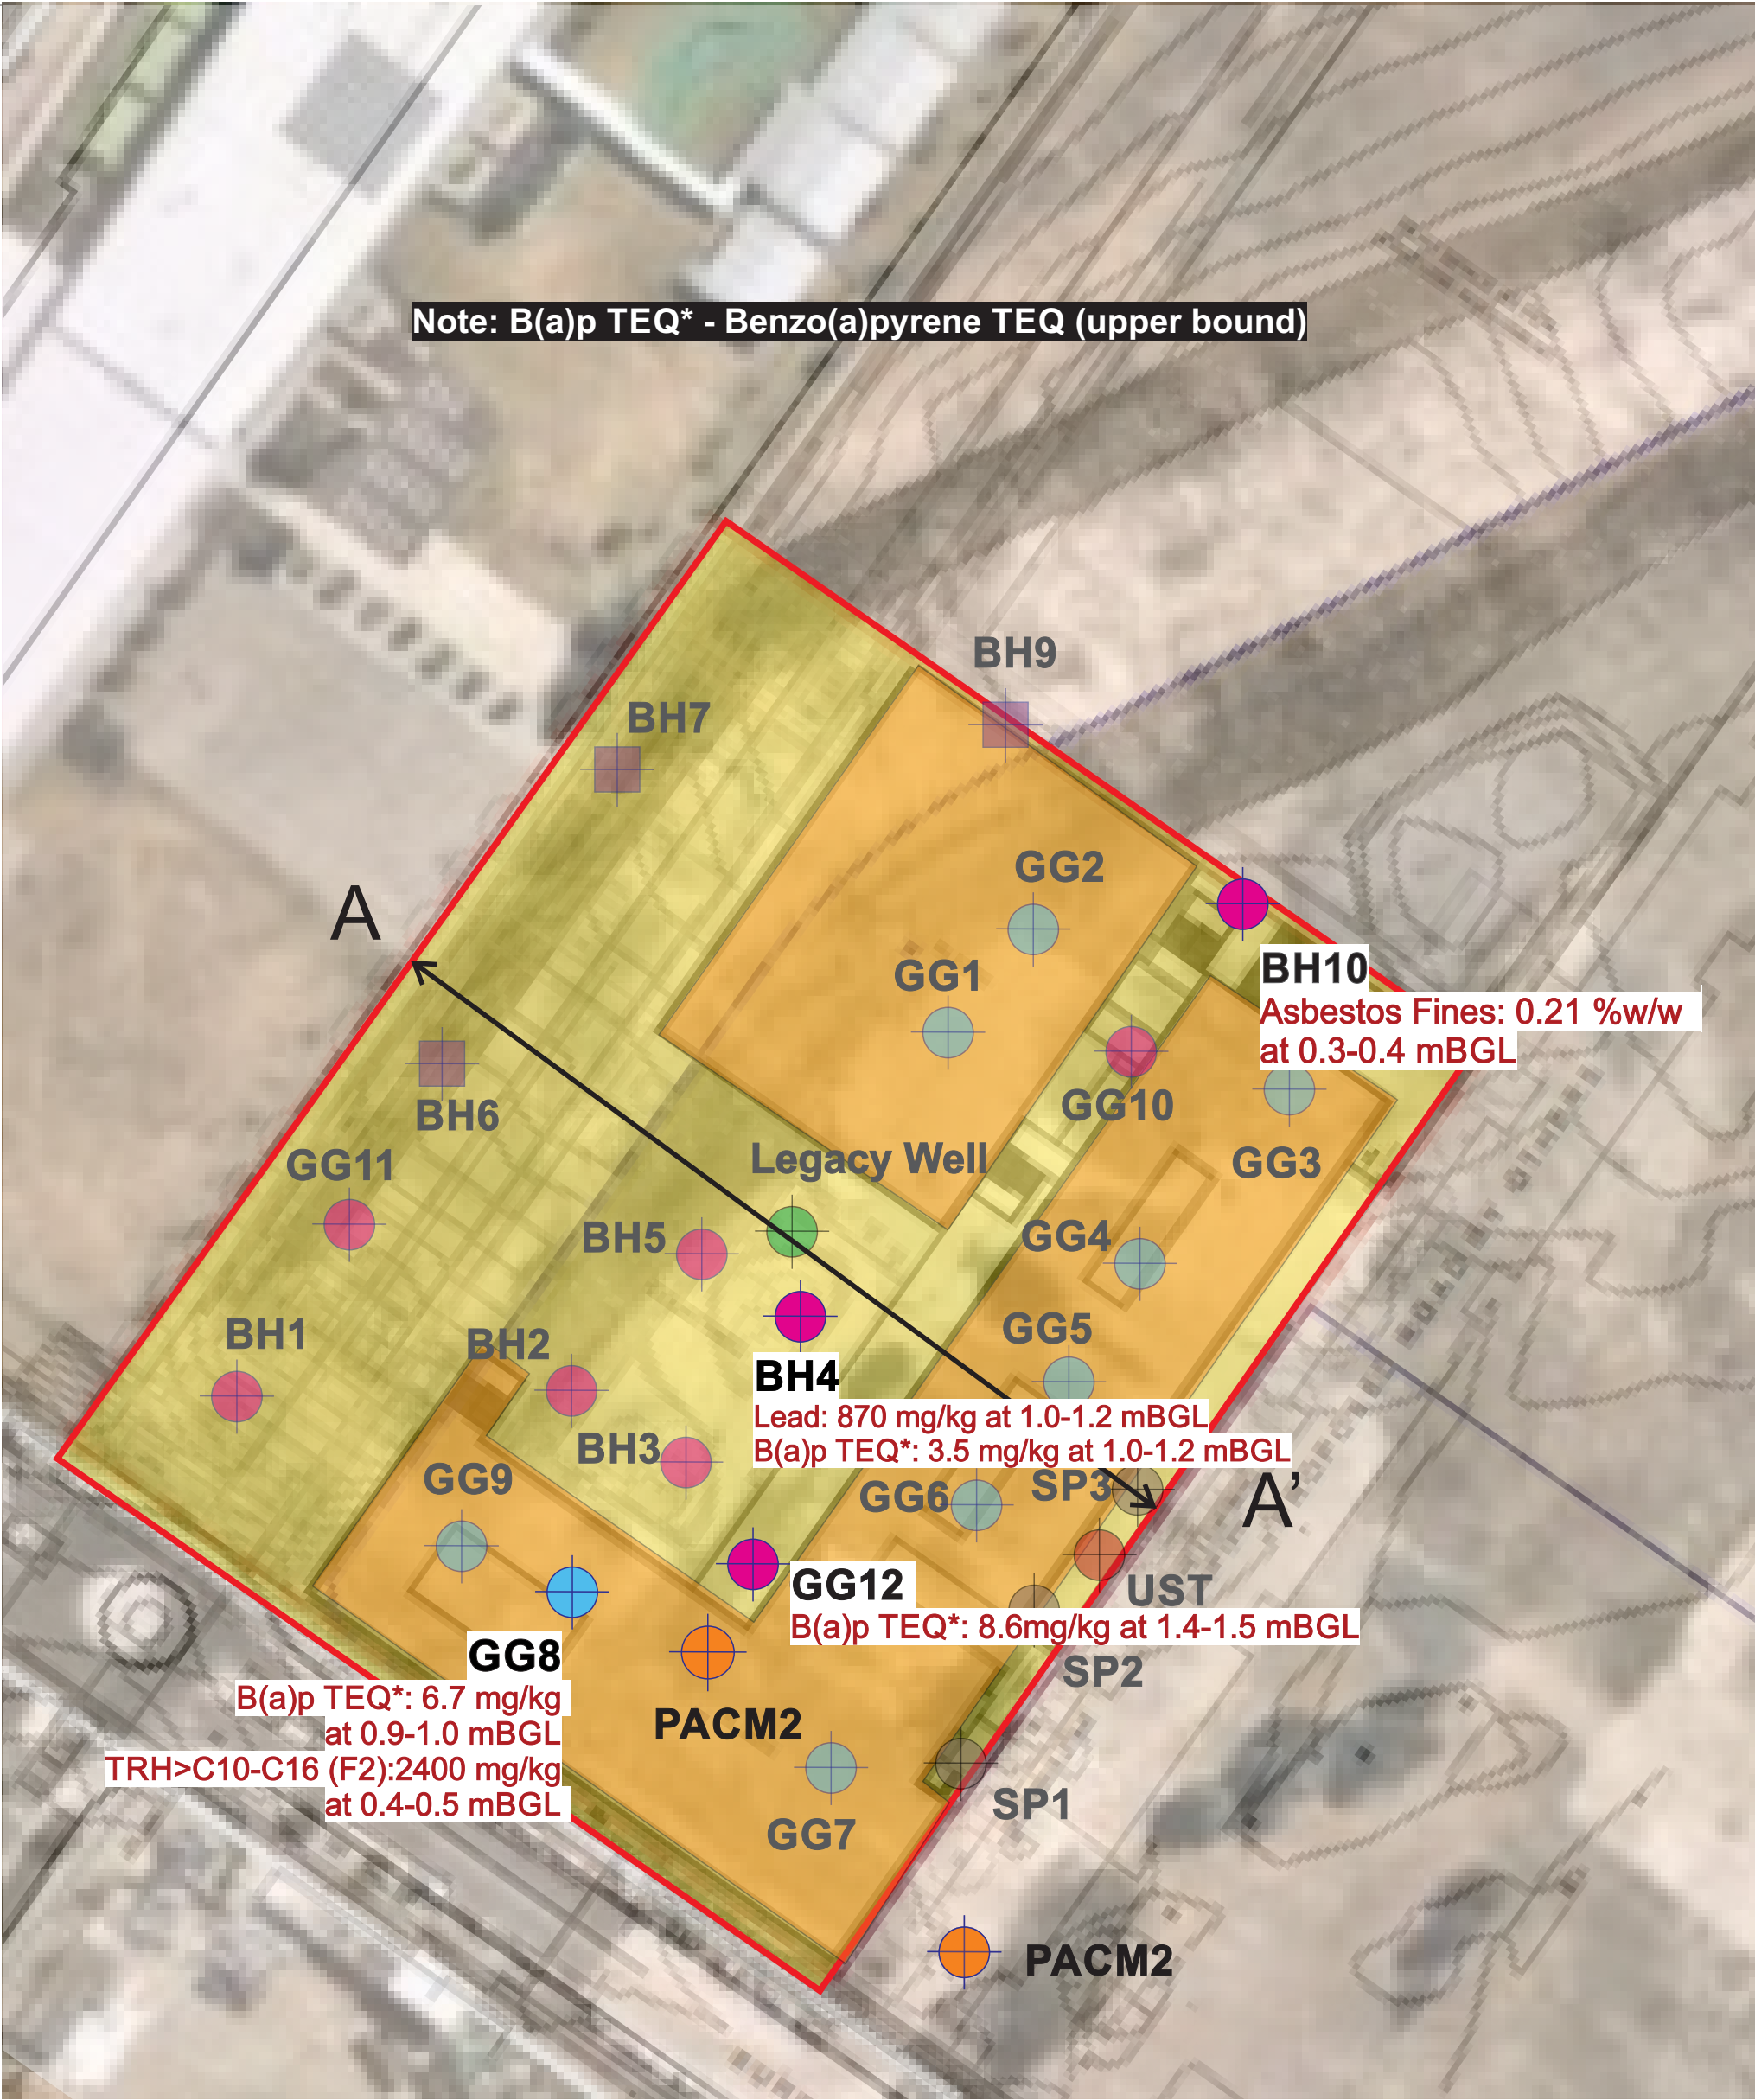 Note: B(a)p TEQ* - Benzo(a)pyrene TEQ (upper bound)
BH9
BH7
GG2
A
GG1
BH10
Asbestos Fines: 0.21 %w/w
at 0.3-0.4 mBGL
BH6
GG10
GG11
Legacy Well
GG3
BH5
GG4
BH1
BH2
GG5
BH4
Lead: 870 mg/kg at 1.0-1.2 mBGL
B(a)p TEQ*: 3.5 mg/kg at 1.0-1.2 mBGL
BH3
GG9
GG6
SP3
A’
GG12
B(a)p TEQ*: 8.6mg/kg at 1.4-1.5 mBGL
UST
GG8
B(a)p TEQ*: 6.7 mg/kg
at 0.9-1.0 mBGL
TRH>C10-C16 (F2):2400 mg/kg
at 0.4-0.5 mBGL
SP2
PACM2
SP1
GG7
PACM2